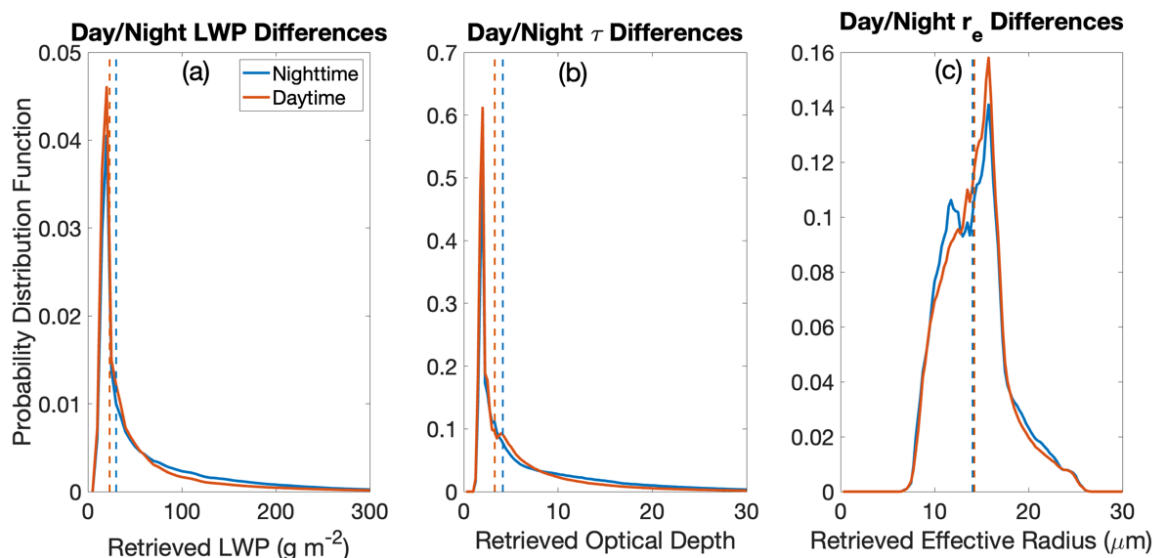 Day/Night LWP Differences
Day/Night τ Differences
Day/Night rₑ Differences
(a)
(b)
(c)
Nighttime
Daytime
Probability Distribution Function
0.05
0.04
0.03
0.02
0.01
0
0.7
0.6
0.5
0.4
0.3
0.2
0.1
0
0.16
0.14
0.12
0.1
0.08
0.06
0.04
0.02
0
0 100 200 300
0 10 20 30
0 10 20 30
Retrieved LWP (g m⁻²)
Retrieved Optical Depth
Retrieved Effective Radius (μm)